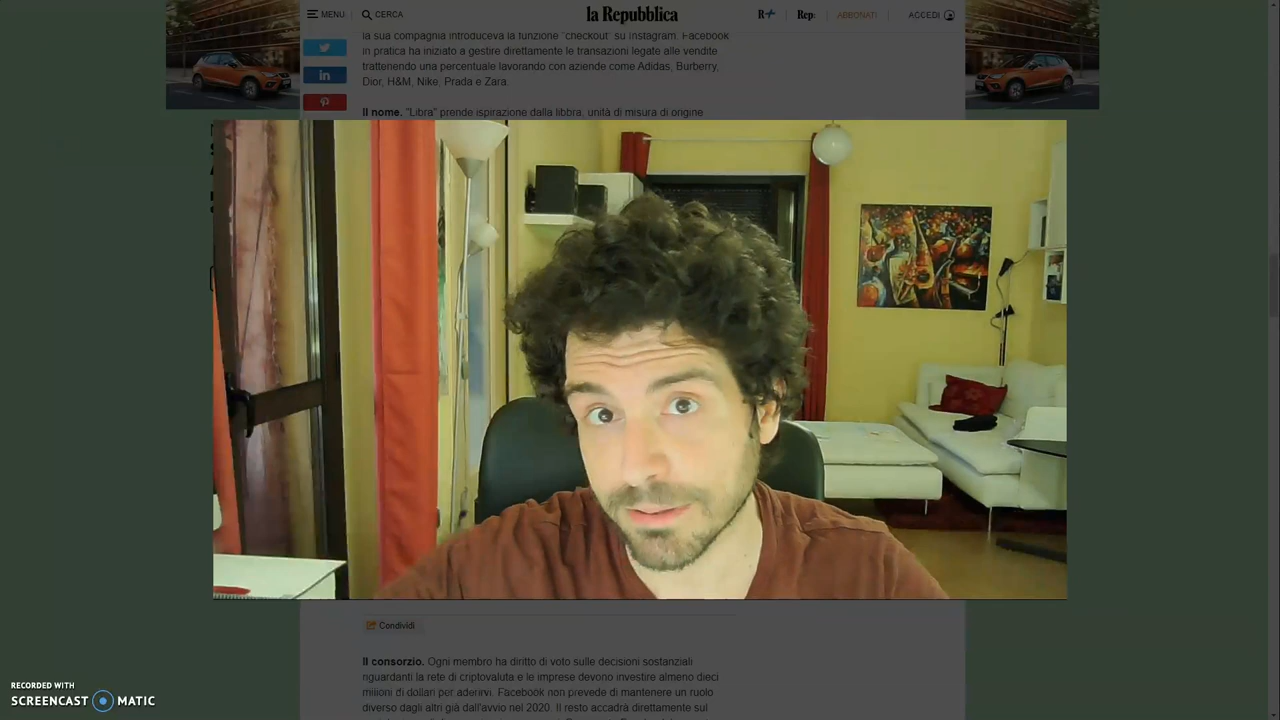 MENU
CERCA
la Repubblica
R+
Rep:
ABBONATI
ACCEDI
la sua compagnia introduceva la funzione "checkout" su Instagram. Facebook
in pratica ha iniziato a gestire direttamente le transazioni legate alle vendite
trattenendo una percentuale lavorando con aziende come Adidas, Burberry,
Dior, H&M, Nike, Prada e Zara.
Il nome. "Libra" prende ispirazione dalla libbra, unità di misura di origine
Condividi
Il consorzio. Ogni membro ha diritto di voto sulle decisioni sostanziali
riguardanti la rete di criptovaluta e le imprese devono investire almeno dieci
milioni di dollari per aderirvi. Facebook non prevede di mantenere un ruolo
diverso dagli altri già dall'avvio nel 2020. Il resto accadrà direttamente sul
RECORDED WITH
SCREENCAST MATIC